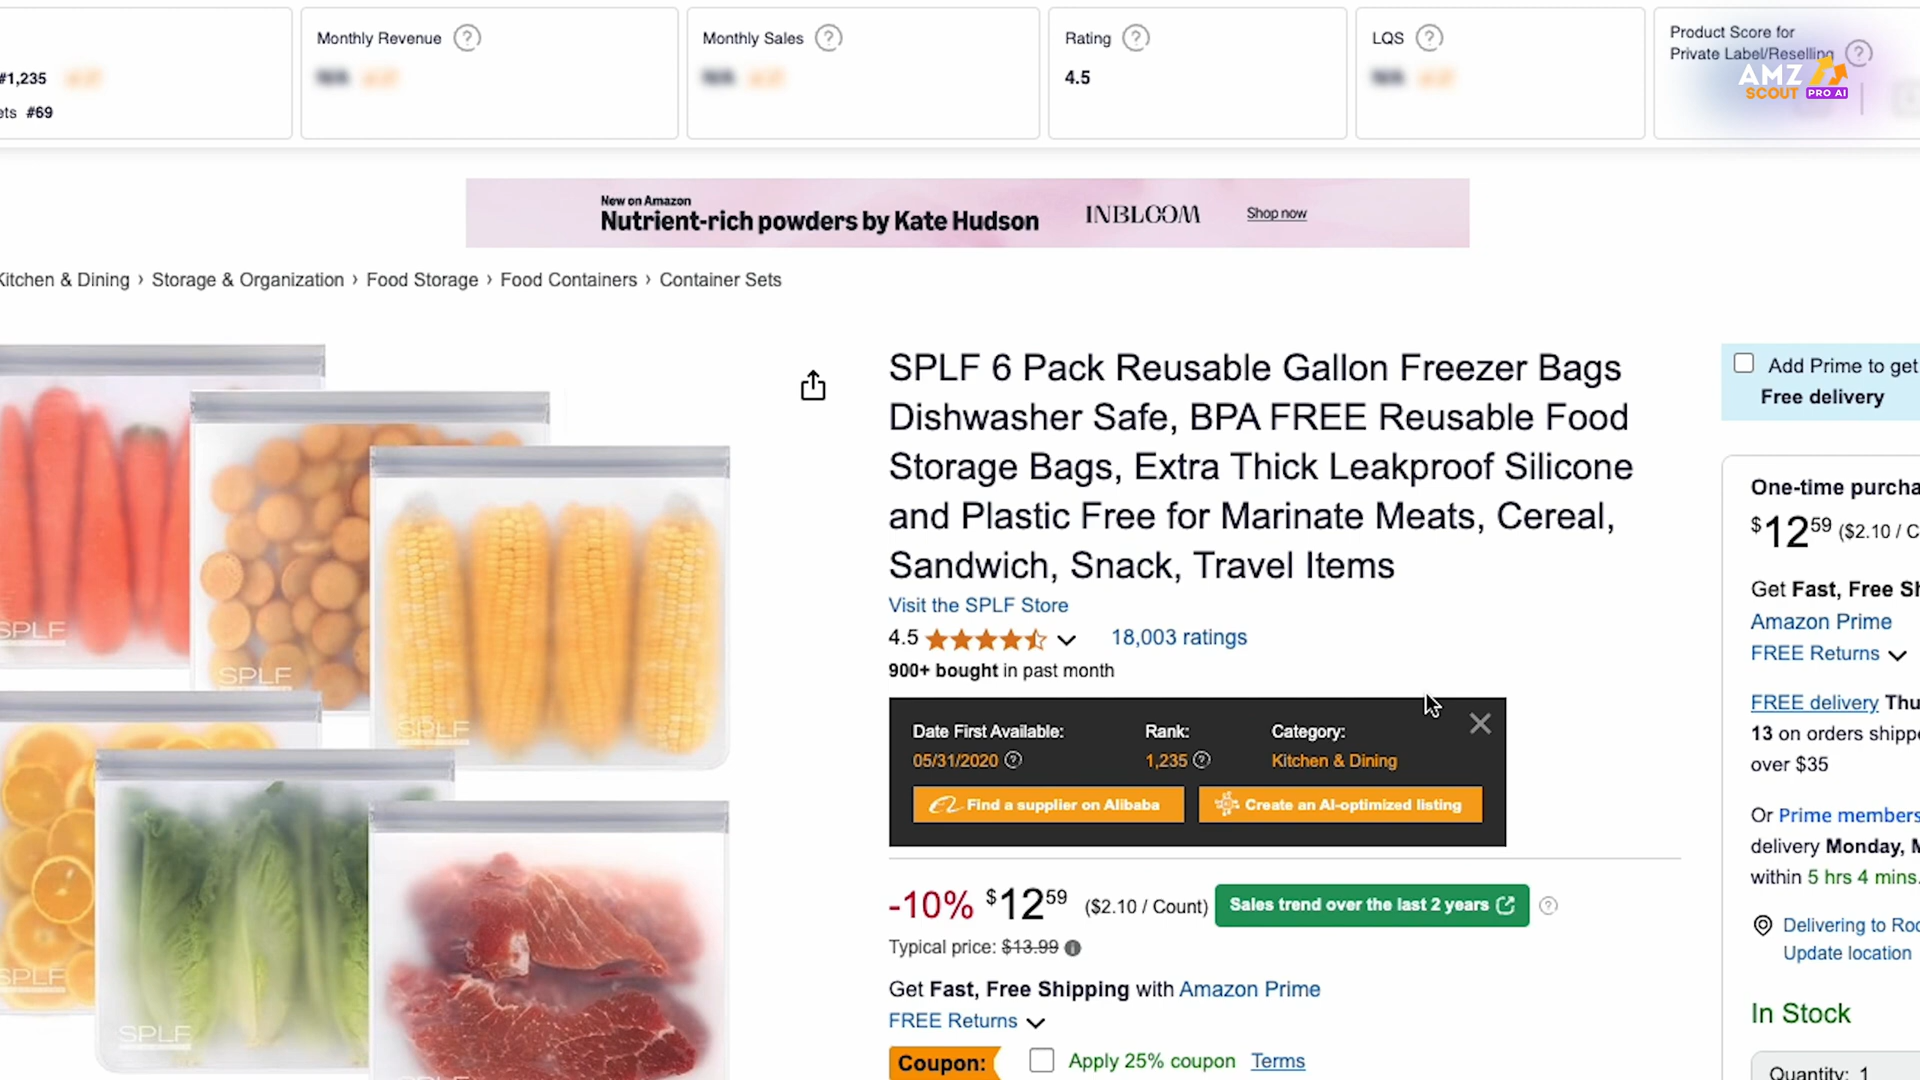 Monthly Revenue ?
Monthly Sales ?
Rating ?
LQS ?
Product Score for
Private Label/Reselling ?
#1,235
4.5
AMZ
SCOUT PRO AI
ets #69
New on Amazon
Nutrient-rich powders by Kate Hudson
INBLOOM
Shop now
Kitchen & Dining › Storage & Organization › Food Storage › Food Containers › Container Sets
SPLF
SPLF
SPLF
SPLF
SPLF
SPLF 6 Pack Reusable Gallon Freezer Bags
Dishwasher Safe, BPA FREE Reusable Food
Storage Bags, Extra Thick Leakproof Silicone
and Plastic Free for Marinate Meats, Cereal,
Sandwich, Snack, Travel Items
Visit the SPLF Store
4.5 18,003 ratings
900+ bought in past month
Date First Available: Rank: Category:
05/31/2020 ? 1,235 ? Kitchen & Dining
Find a supplier on Alibaba Create an AI-optimized listing
-10% $1259 ($2.10 / Count) Sales trend over the last 2 years ?
Typical price: $13.99
Get Fast, Free Shipping with Amazon Prime
FREE Returns
Coupon: Apply 25% coupon Terms
Add Prime to get
Free delivery
One-time purcha
$1259 ($2.10 / C
Get Fast, Free Sh
Amazon Prime
FREE Returns
FREE delivery Thu
13 on orders shippe
over $35
Or Prime members
delivery Monday, M
within 5 hrs 4 mins.
Delivering to Roc
Update location
In Stock
Quantity: 1